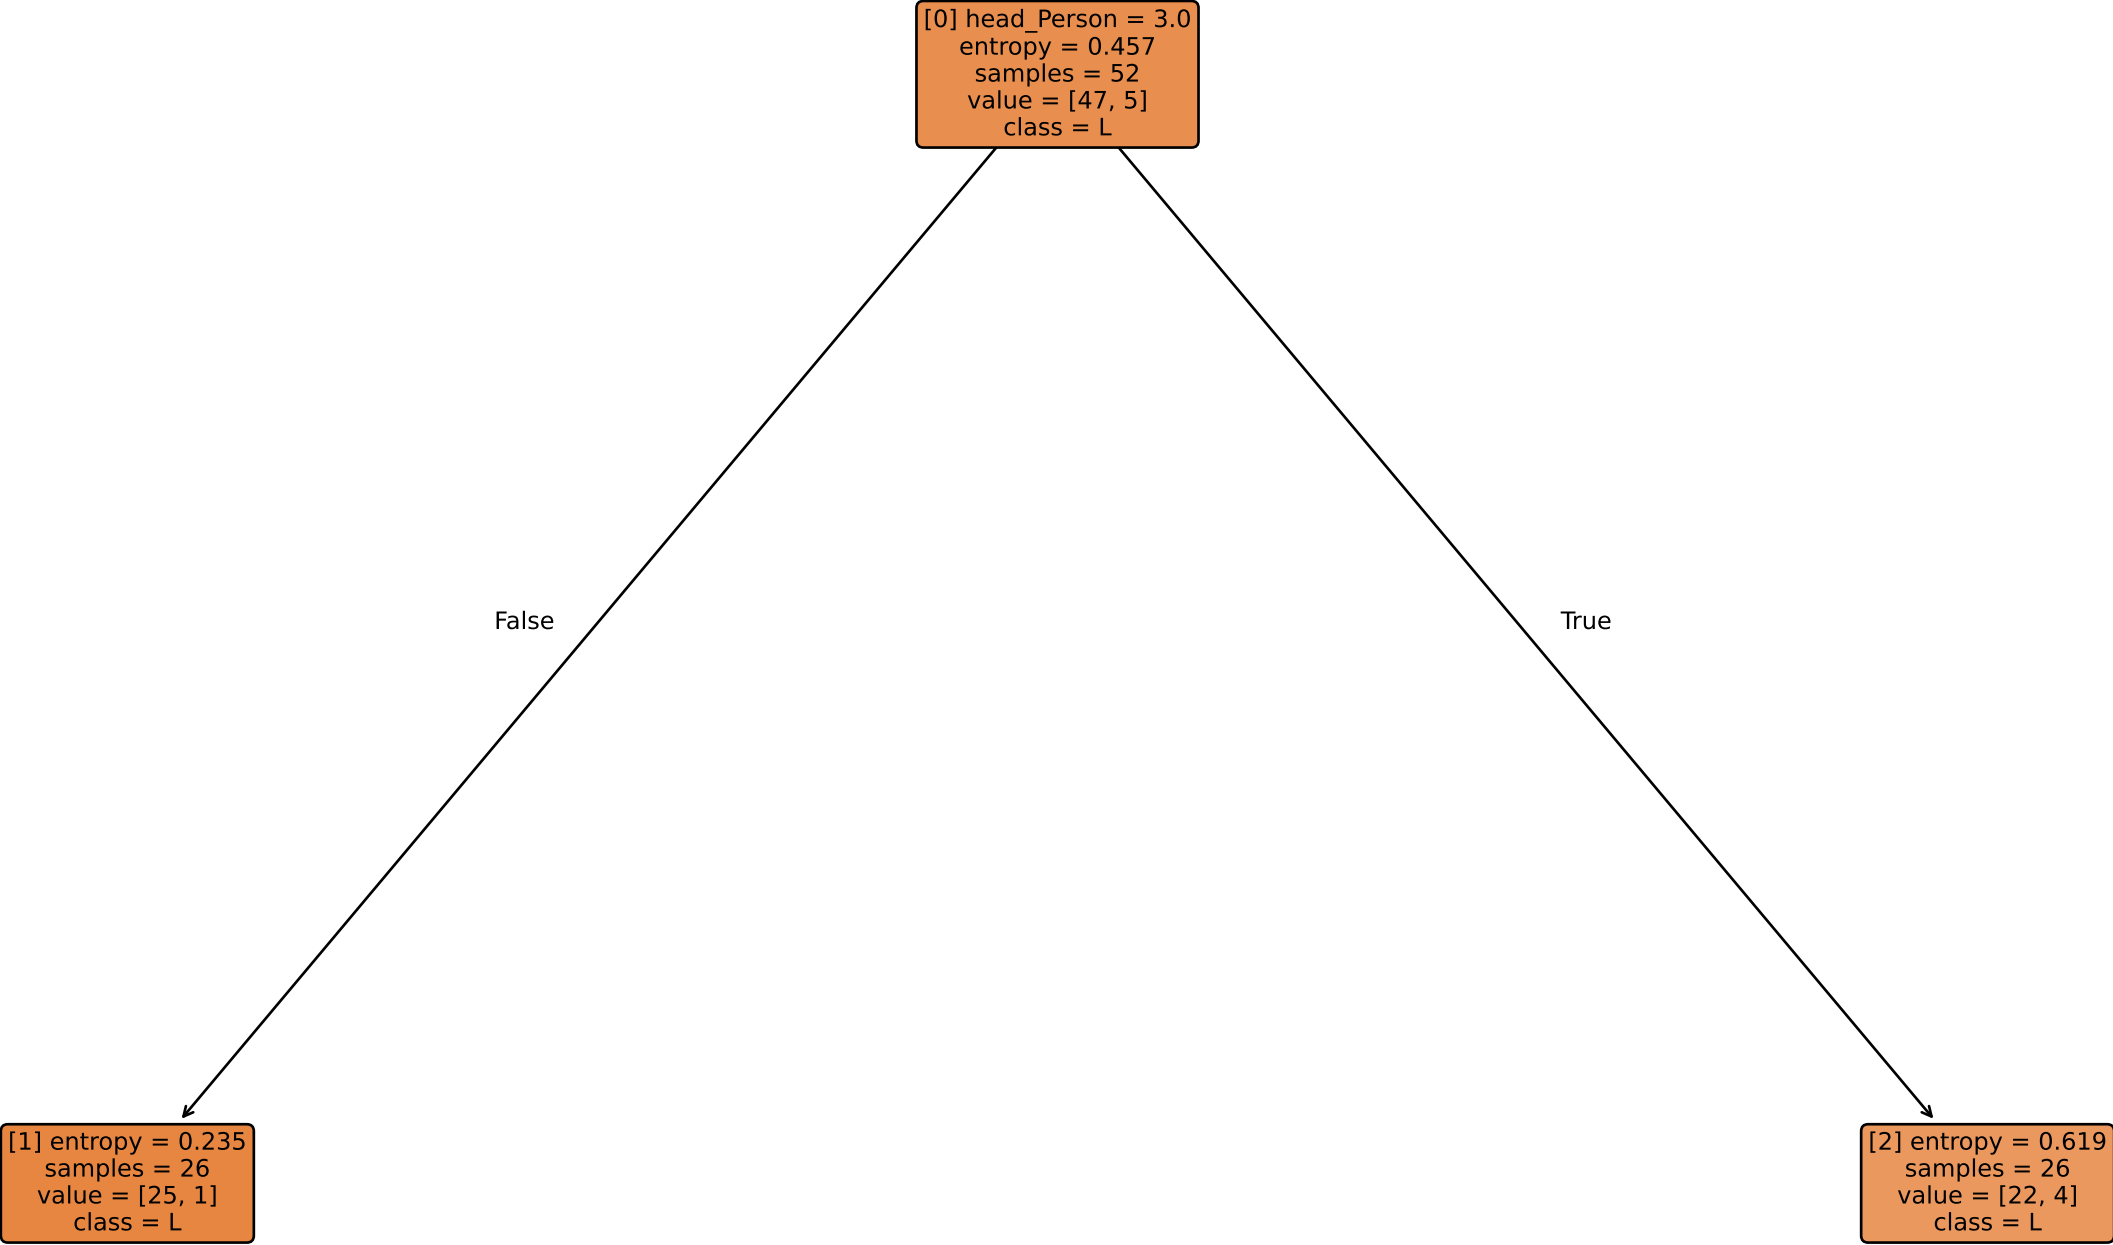 [0] head_Person = 3.0
entropy = 0.457
samples = 52
value = [47, 5]
class = L
False
True
[1] entropy = 0.235
samples = 26
value = [25, 1]
class = L
[2] entropy = 0.619
samples = 26
value = [22, 4]
class = L